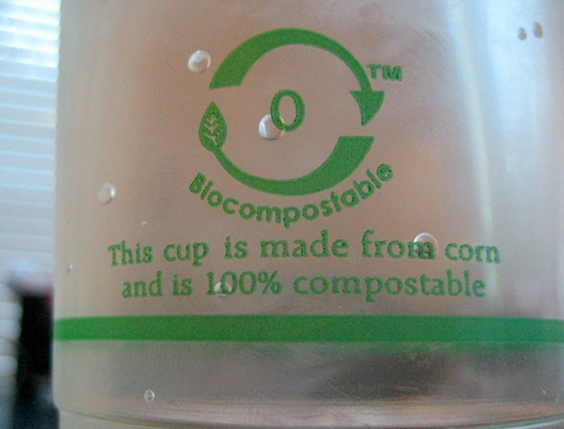 TM
0
Biocompostable
This cup is made from corn
and is 100% compostable